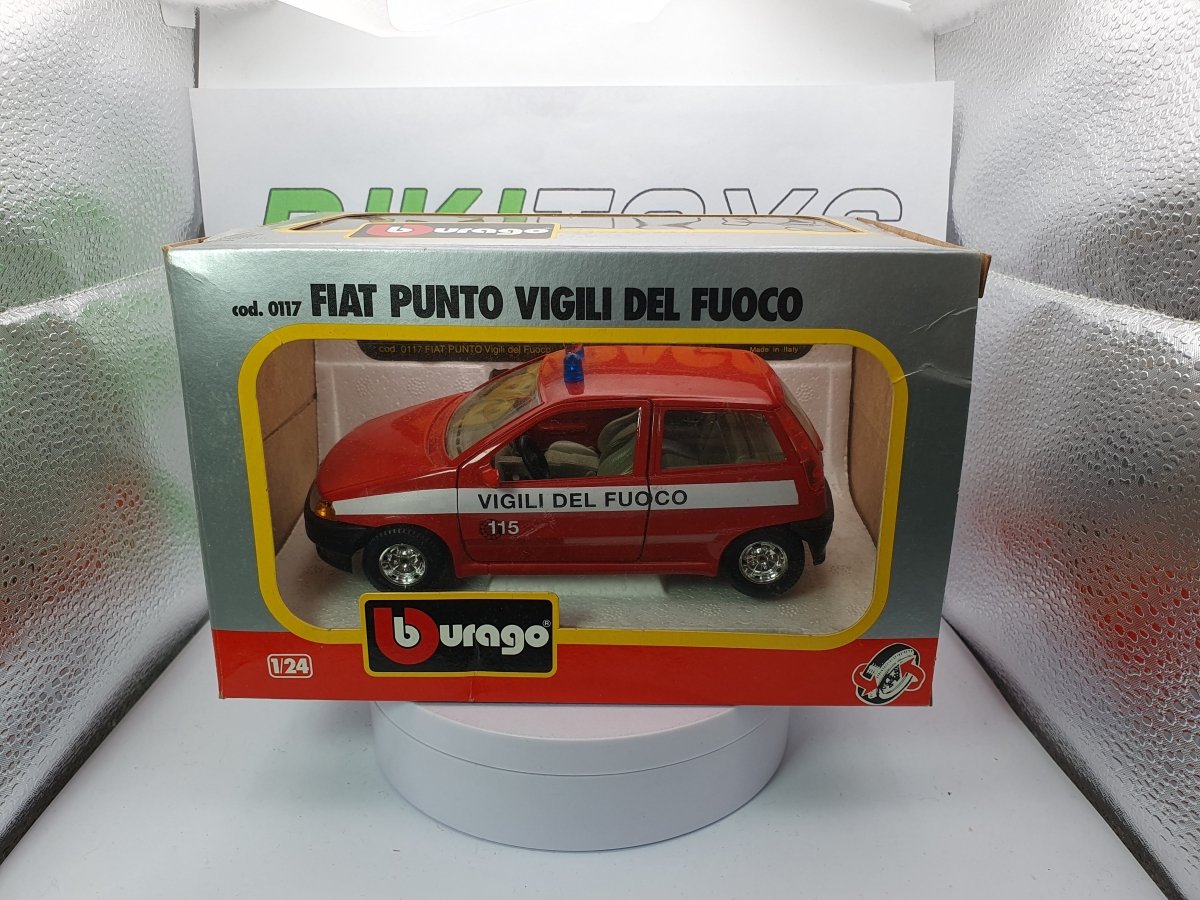 RIKITOYS
burago
cod. 0117 FIAT PUNTO VIGILI DEL FUOCO
cod. 0117 FIAT PUNTO Vigili del Fuoco
Made in Italy
VIGILI DEL FUOCO
115
burago®
1/24